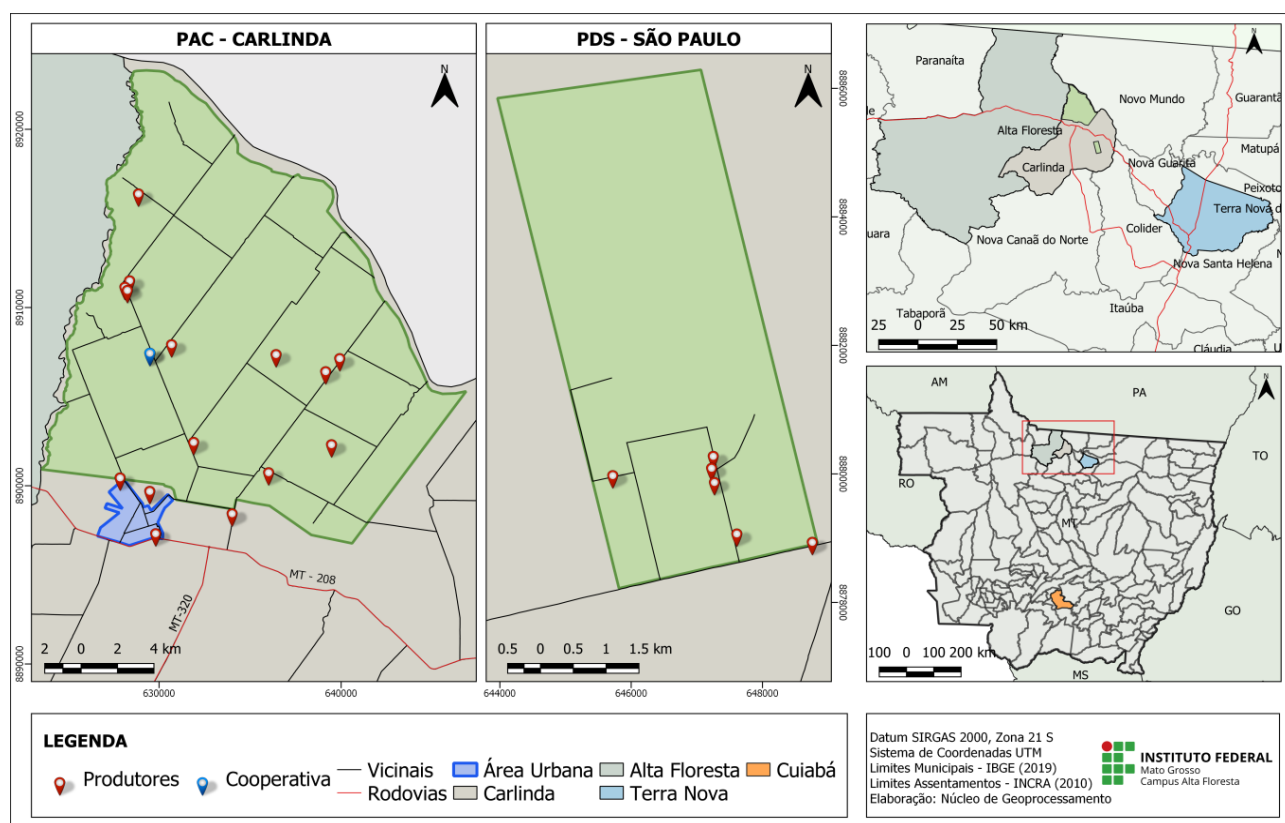 PAC - CARLINDA
N
8920000
8910000
8900000
8890000
MT - 208
MT-320
2 0 2 4 km
630000
640000
PDS - SÃO PAULO
N
8886000
8884000
8882000
8880000
8878000
0.5 0 0.5 1 1.5 km
644000
646000
648000
N
Paranaíta
Novo Mundo
Guarantã
de
Alta Floresta
Matupá
Carlinda
Nova Guarita
Peixoto
Terra Nova d
uara
Nova Canaã do Norte
Colider
Nova Santa Helena
N
Itaúba
Tabaporã
Cláudia
U
25 0 25 50 km
AM
PA
N
TO
RO
MT
GO
MS
100 0 100 200 km
LEGENDA
Produtores
Cooperativa
Vicinais
Rodovias
Área Urbana
Carlinda
Alta Floresta
Terra Nova
Cuiabá
Datum SIRGAS 2000, Zona 21 S
Sistema de Coordenadas UTM
Limites Municipais - IBGE (2019)
Limites Assentamentos - INCRA (2010)
Elaboração: Núcleo de Geoprocessamento
INSTITUTO FEDERAL
Mato Grosso
Campus Alta Floresta